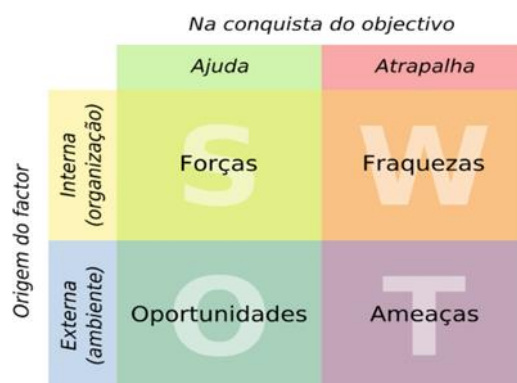 Na conquista do objectivo
Ajuda
Atrapalha
Origem do factor
Interna
(organização)
S
Forças
W
Fraquezas
Externa
(ambiente)
O
Oportunidades
T
Ameaças